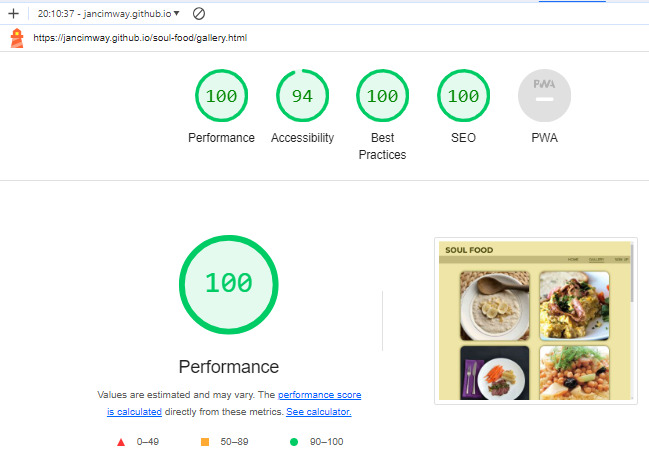 20:10:37 - jancimway.github.io
https://jancimway.github.io/soul-food/gallery.html
100 94 100 100 PWA
Performance Accessibility Best Practices SEO PWA
100
Performance
Values are estimated and may vary. The performance score
is calculated directly from these metrics. See calculator.
0–49 50–89 90–100
SOUL FOOD
HOME GALLERY SIGN UP